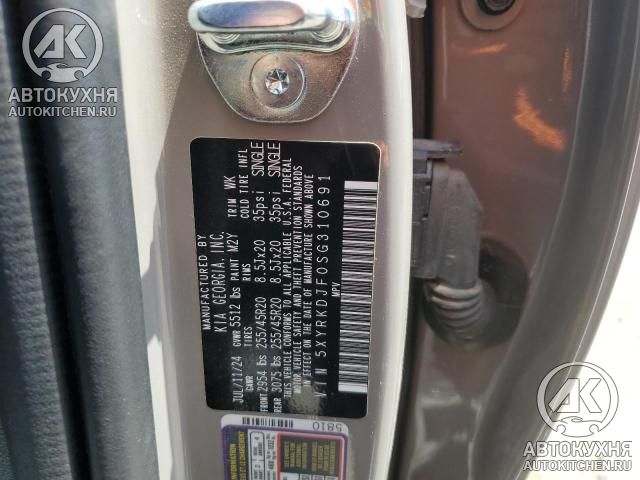 AK
АВТОКУХНЯ
AUTOKITCHEN.RU
MANUFACTURED BY
KIA GEORGIA, INC.
JUL/11/24 GVWR 5512 lbs PAINT M2Y TRIM WK
GAWR TIRES RIMS COLD TIRE INFL
FRONT 2954 lbs 255/45R20 8.5Jx20 35psi SINGLE
REAR 3075 lbs 255/45R20 8.5Jx20 35psi SINGLE
THIS VEHICLE CONFORMS TO ALL APPLICABLE U.S.A. FEDERAL
MOTOR VEHICLE SAFETY, BUMPER, AND THEFT PREVENTION STANDARDS
IN EFFECT ON THE DATE OF MANUFACTURE SHOWN ABOVE
VIN 5XYRKDJF0SG310691
MPV
5810
AK
АВТОКУХНЯ
AUTOKITCHEN.RU